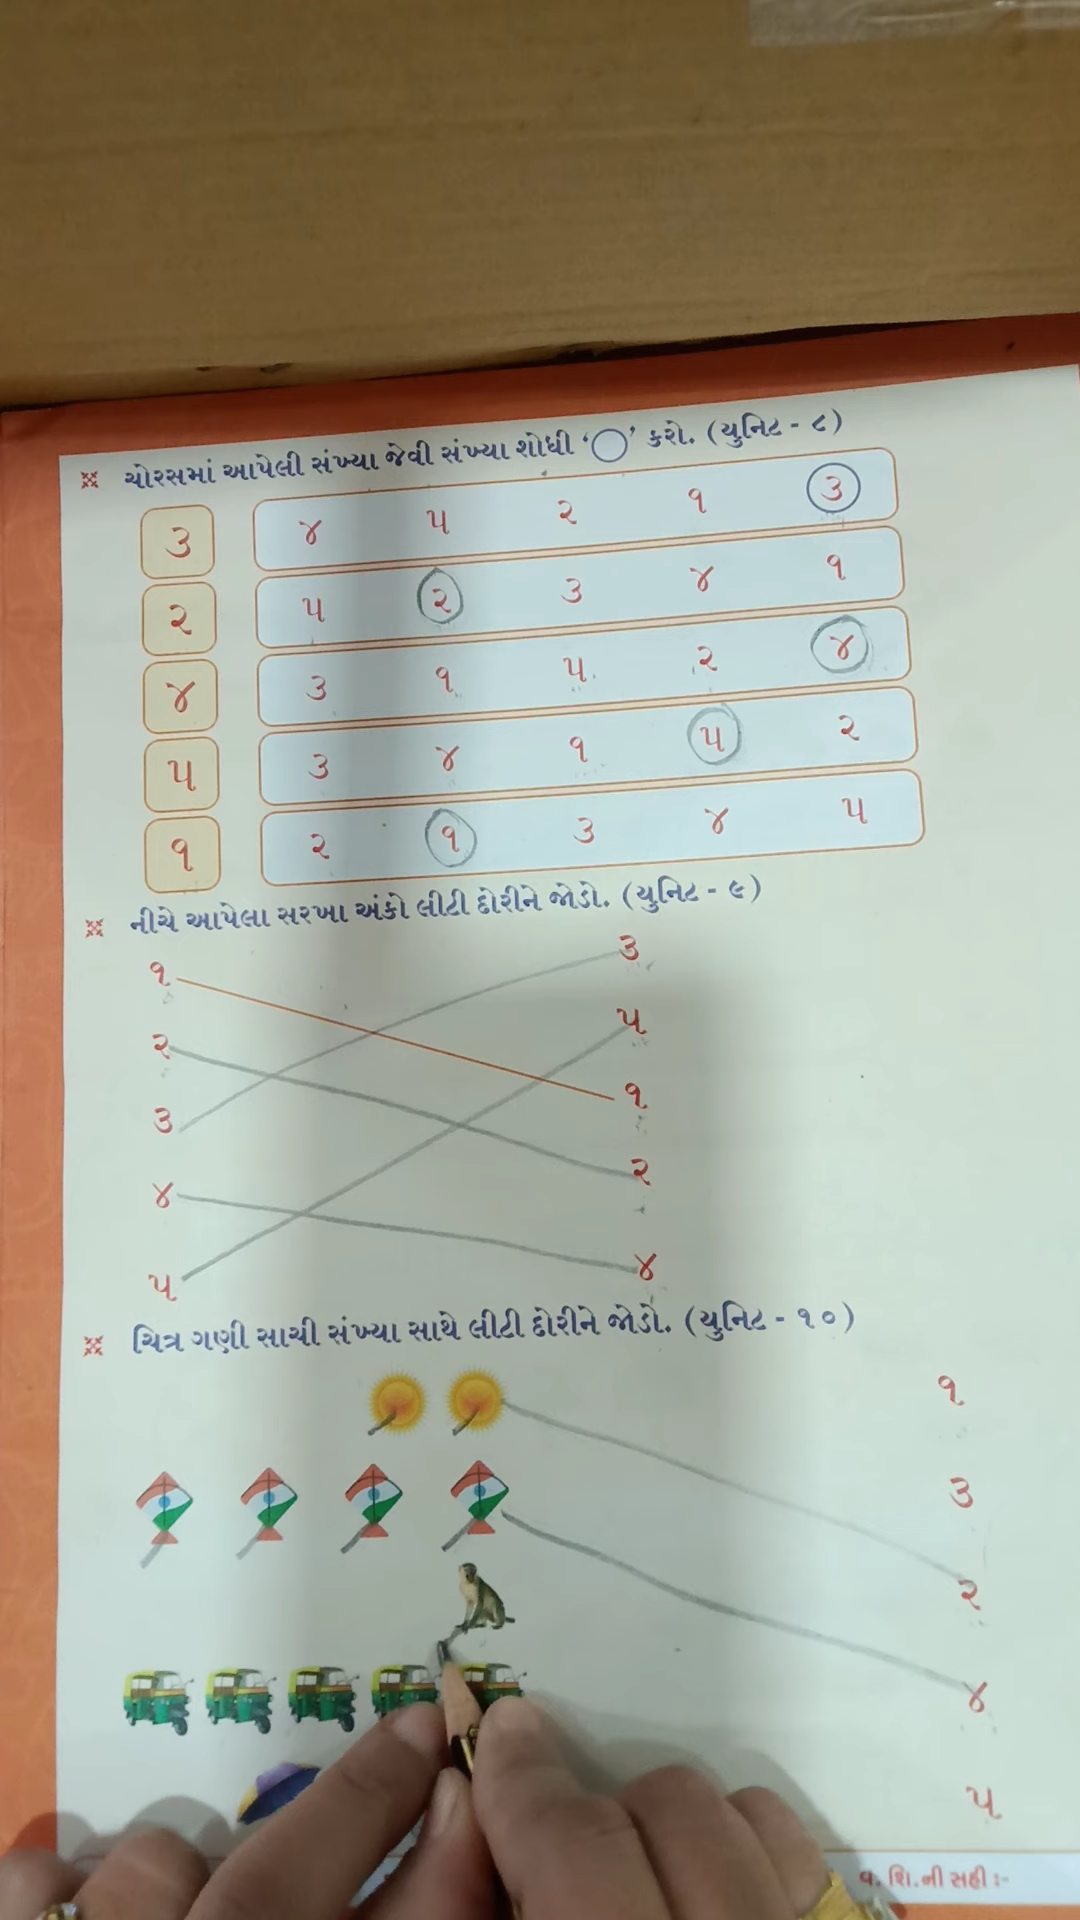 ચોરસમાં આપેલી સંખ્યા જેવી સંખ્યા શોધી ‘○’ કરો. (યુનિટ - ૮)
૩ ૪ ૫ ૨ ૧ ૩
૨ ૫ ૨ ૩ ૪ ૧
૪ ૩ ૧ ૫ ૨ ૪
૫ ૩ ૪ ૧ ૫ ૨
૧ ૨ ૧ ૩ ૪ ૫
નીચે આપેલા સરખા અંકો લીટી દોરીને જોડો. (યુનિટ - ૯)
૧ ૩
૨ ૫
૩ ૧
૪ ૨
૫ ૪
ચિત્ર ગણી સાચી સંખ્યા સાથે લીટી દોરીને જોડો. (યુનિટ - ૧૦)
૧
૩
૨
૪
૫
વ. શિ.ની સહી :-